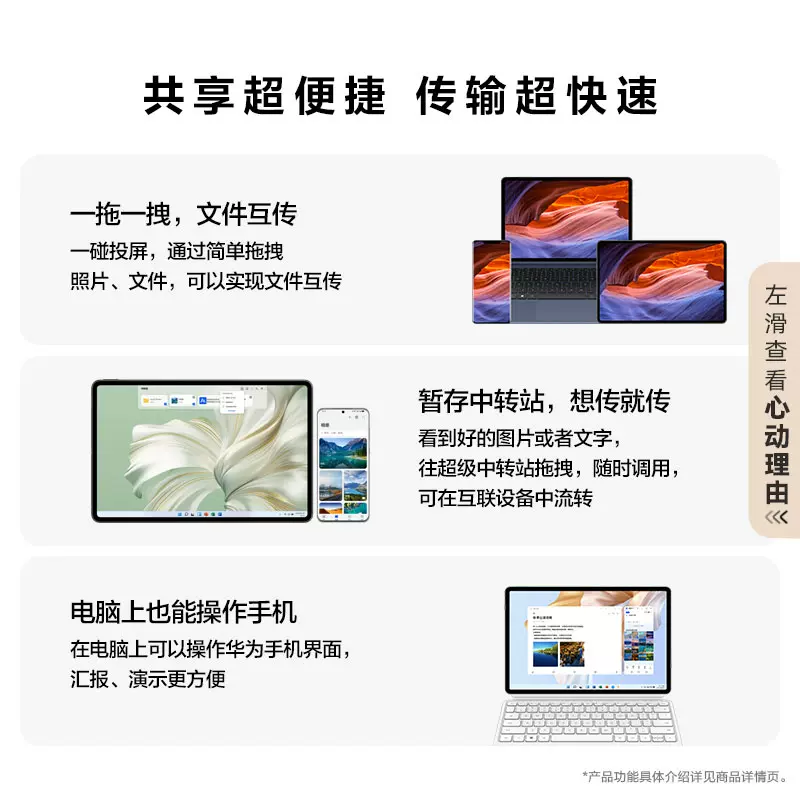 共享超便捷 传输超快速
一拖一拽，文件互传
一碰投屏，通过简单拖拽
照片、文件，可以实现文件互传
暂存中转站，想传就传
看到好的图片或者文字，
往超级中转站拖拽，随时调用，
可在互联设备中流转
电脑上也能操作手机
在电脑上可以操作华为手机界面，
汇报、演示更方便
左滑查看心动理由
*产品功能具体介绍详见商品详情页。